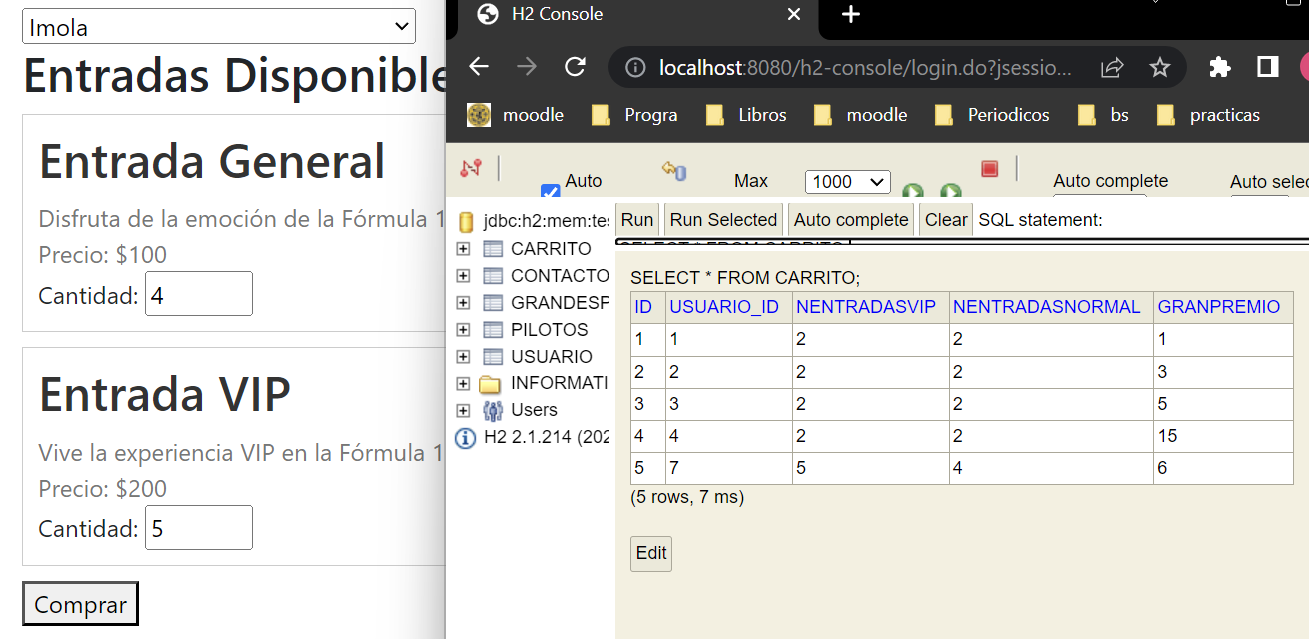 Imola
Entradas Disponible
Entrada General
Disfruta de la emoción de la Fórmula 1
Precio: $100
Cantidad: 4
Entrada VIP
Vive la experiencia VIP en la Fórmula 1
Precio: $200
Cantidad: 5
Comprar
H2 Console
localhost:8080/h2-console/login.do?jsessio...
moodle Progra Libros moodle Periodicos bs practicas
Auto Max 1000 Auto complete Auto selec
jdbc:h2:mem:tes
CARRITO
CONTACTO
GRANDESP
PILOTOS
USUARIO
INFORMATI
Users
H2 2.1.214 (202
Run Run Selected Auto complete Clear SQL statement:
SELECT * FROM CARRITO
SELECT * FROM CARRITO;
ID USUARIO_ID NENTRADASVIP NENTRADASNORMAL GRANPREMIO
1 1 2 2 1
2 2 2 2 3
3 3 2 2 5
4 4 2 2 15
5 7 5 4 6
(5 rows, 7 ms)
Edit